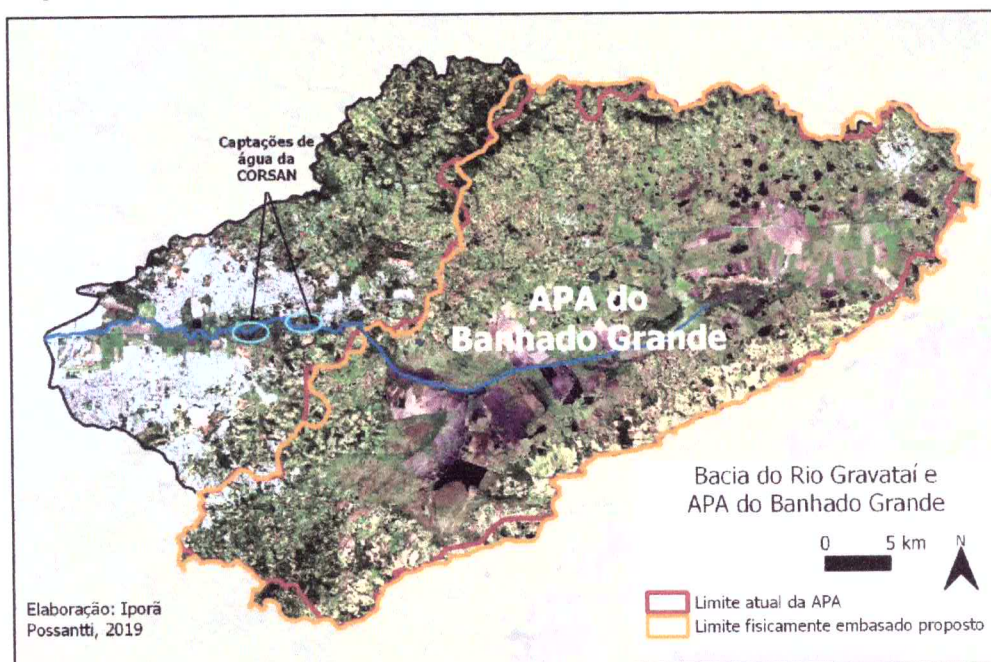 Captações de
água da
CORSAN
APA do
Banhado Grande
Bacia do Rio Gravataí e
APA do Banhado Grande
0 5 km
N
Limite atual da APA
Limite fisicamente embasado proposto
Elaboração: Iporã
Possantti, 2019